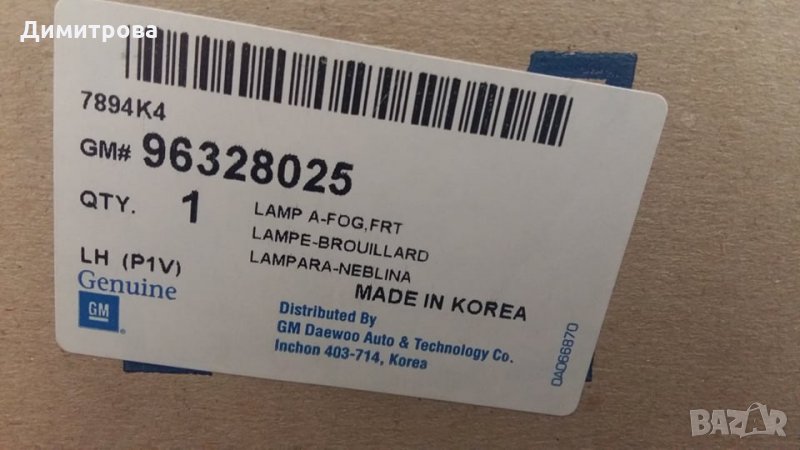 Димитрова
7894K4
GM# 96328025
QTY. 1
LAMP A-FOG,FRT
LAMPE-BROUILLARD
LAMPARA-NEBLINA
LH (P1V)
MADE IN KOREA
Genuine
GM
Distributed By
GM Daewoo Auto & Technology Co.
Inchon 403-714, Korea
QA066870
BAZAR